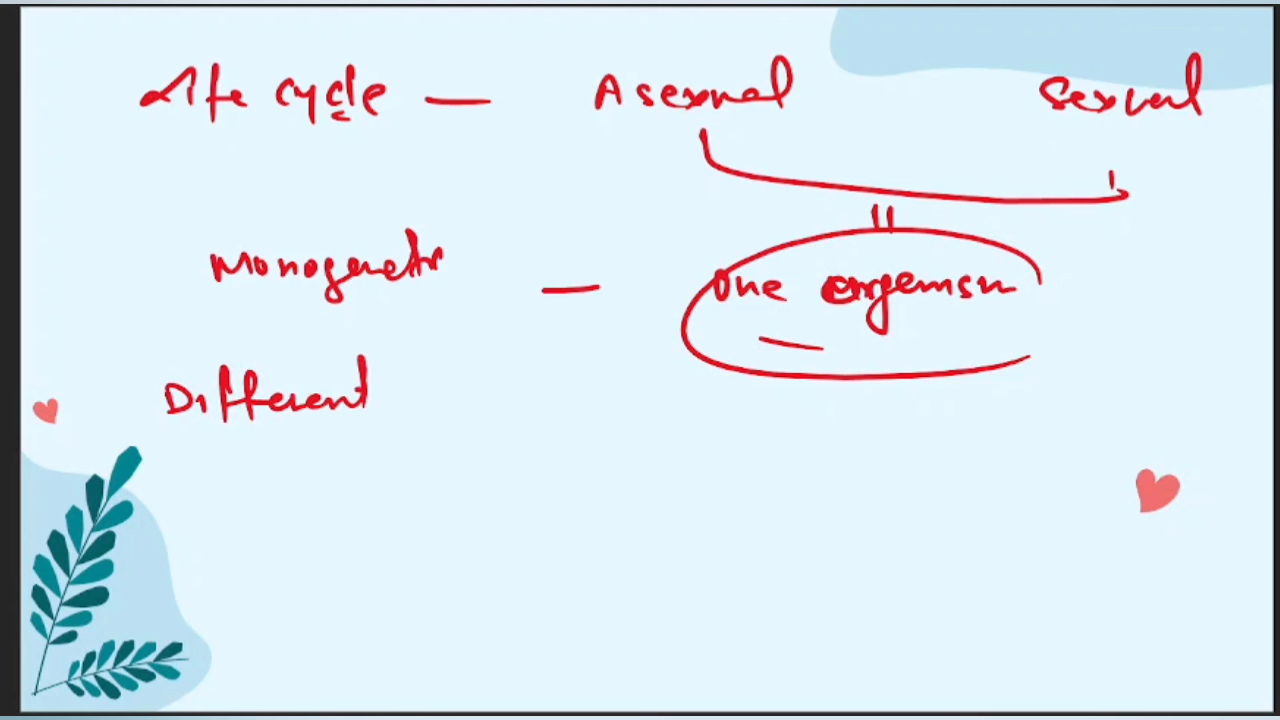 Life cycle — Asexual Sexual
Monogenetic — One organism
Different